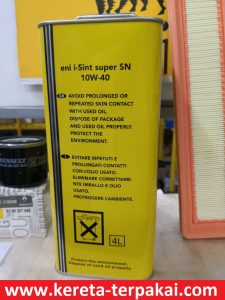 eni i-Sint super SN
10W-40
AVOID PROLONGED OR
REPEATED SKIN CONTACT
WITH USED OIL.
DISPOSE OF PACKAGE
AND USED OIL PROPERLY.
PROTECT THE
ENVIRONMENT.
EVITARE RIPETUTI E
PROLUNGATI CONTATTI
CON L'OLIO USATO.
ELIMINARE CORRETTAMEN-
TE IMBALLO E OLIO
USATO.
PROTEGGERE L'AMBIENTE.
4L
Protect the environment.
Dispose of used oil properly
RENAULT
www.kereta-terpakai.com